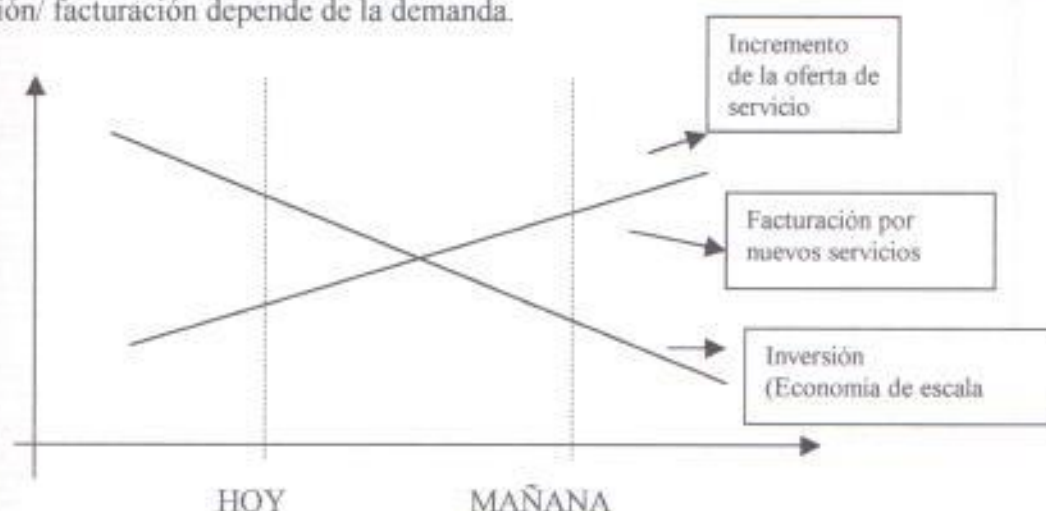 ión/ facturación depende de la demanda.
Incremento
de la oferta de
servicio
Facturación por
nuevos servicios
Inversión
(Economia de escala
HOY
MAÑANA